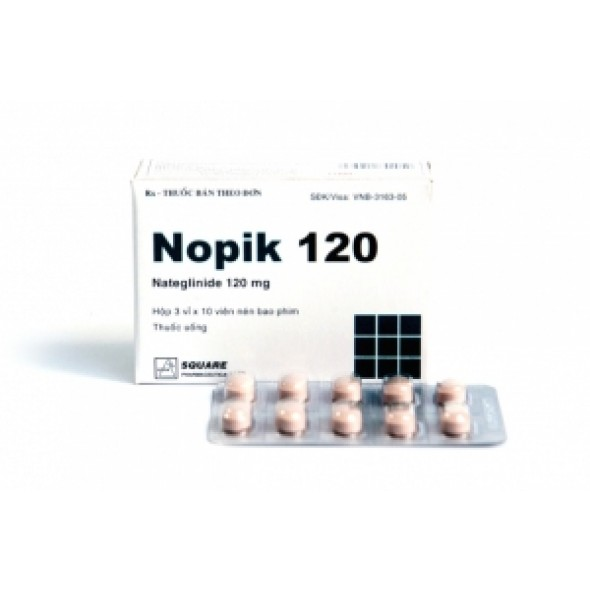 Rx - THUỐC BÁN THEO ĐƠN
SĐK/Visa: VNB-3163-05
Nopik 120
Nateglinide 120 mg
Hộp 3 vỉ x 10 viên nén bao phim
Thuốc uống
SQUARE
PHARMACEUTICALS